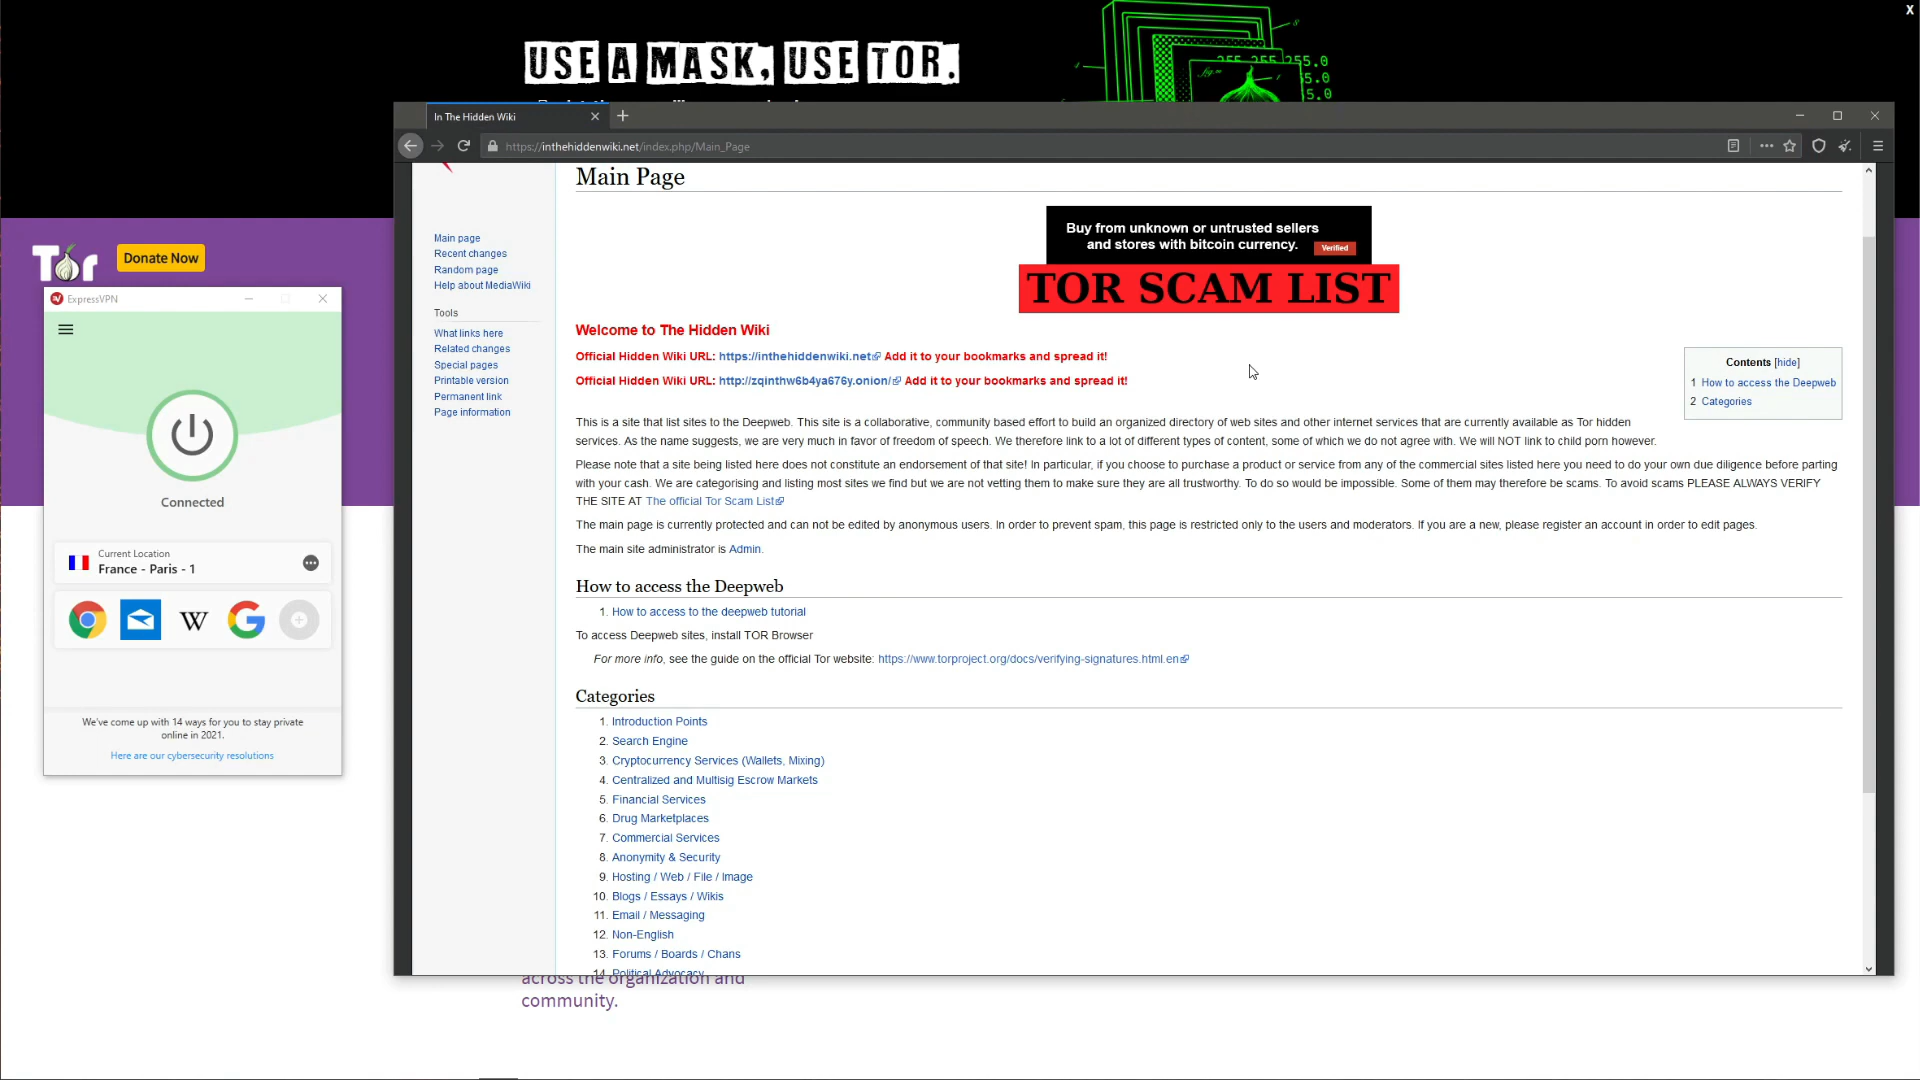 USE A MASK, USE TOR.
X
255.255.255.0
5.0
5.0
Tor
Donate Now
ExpressVPN
Connected
Current Location
France - Paris - 1
W
G
We've come up with 14 ways for you to stay private
online in 2021.
Here are our cybersecurity resolutions
In The Hidden Wiki
https://inthehiddenwiki.net/index.php/Main_Page
Main page
Recent changes
Random page
Help about MediaWiki
Tools
What links here
Related changes
Special pages
Printable version
Permanent link
Page information
Main Page
Buy from unknown or untrusted sellers
and stores with bitcoin currency.
Verified
TOR SCAM LIST
Welcome to The Hidden Wiki
Official Hidden Wiki URL: https://inthehiddenwiki.net Add it to your bookmarks and spread it!
Official Hidden Wiki URL: http://zqinthw6b4ya676y.onion/ Add it to your bookmarks and spread it!
Contents [hide]
1 How to access the Deepweb
2 Categories
This is a site that list sites to the Deepweb. This site is a collaborative, community based effort to build an organized directory of web sites and other internet services that are currently available as Tor hidden
services. As the name suggests, we are very much in favor of freedom of speech. We therefore link to a lot of different types of content, some of which we do not agree with. We will NOT link to child porn however.
Please note that a site being listed here does not constitute an endorsement of that site! In particular, if you choose to purchase a product or service from any of the commercial sites listed here you need to do your own due diligence before parting
with your cash. We are categorising and listing most sites we find but we are not vetting them to make sure they are all trustworthy. To do so would be impossible. Some of them may therefore be scams. To avoid scams PLEASE ALWAYS VERIFY
THE SITE AT The official Tor Scam List
The main page is currently protected and can not be edited by anonymous users. In order to prevent spam, this page is restricted only to the users and moderators. If you are a new, please register an account in order to edit pages.
The main site administrator is Admin.
How to access the Deepweb
1. How to access to the deepweb tutorial
To access Deepweb sites, install TOR Browser
For more info, see the guide on the official Tor website: https://www.torproject.org/docs/verifying-signatures.html.en
Categories
1. Introduction Points
2. Search Engine
3. Cryptocurrency Services (Wallets, Mixing)
4. Centralized and Multisig Escrow Markets
5. Financial Services
6. Drug Marketplaces
7. Commercial Services
8. Anonymity & Security
9. Hosting / Web / File / Image
10. Blogs / Essays / Wikis
11. Email / Messaging
12. Non-English
13. Forums / Boards / Chans
14. Political Advocacy
across the organization and
community.